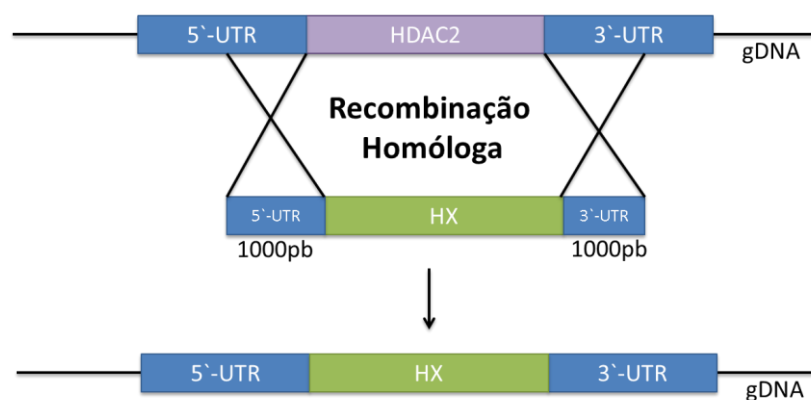 5`-UTR HDAC2 3`-UTR
gDNA
Recombinação
Homóloga
5`-UTR HX 3`-UTR
1000pb 1000pb
5`-UTR HX 3`-UTR
gDNA